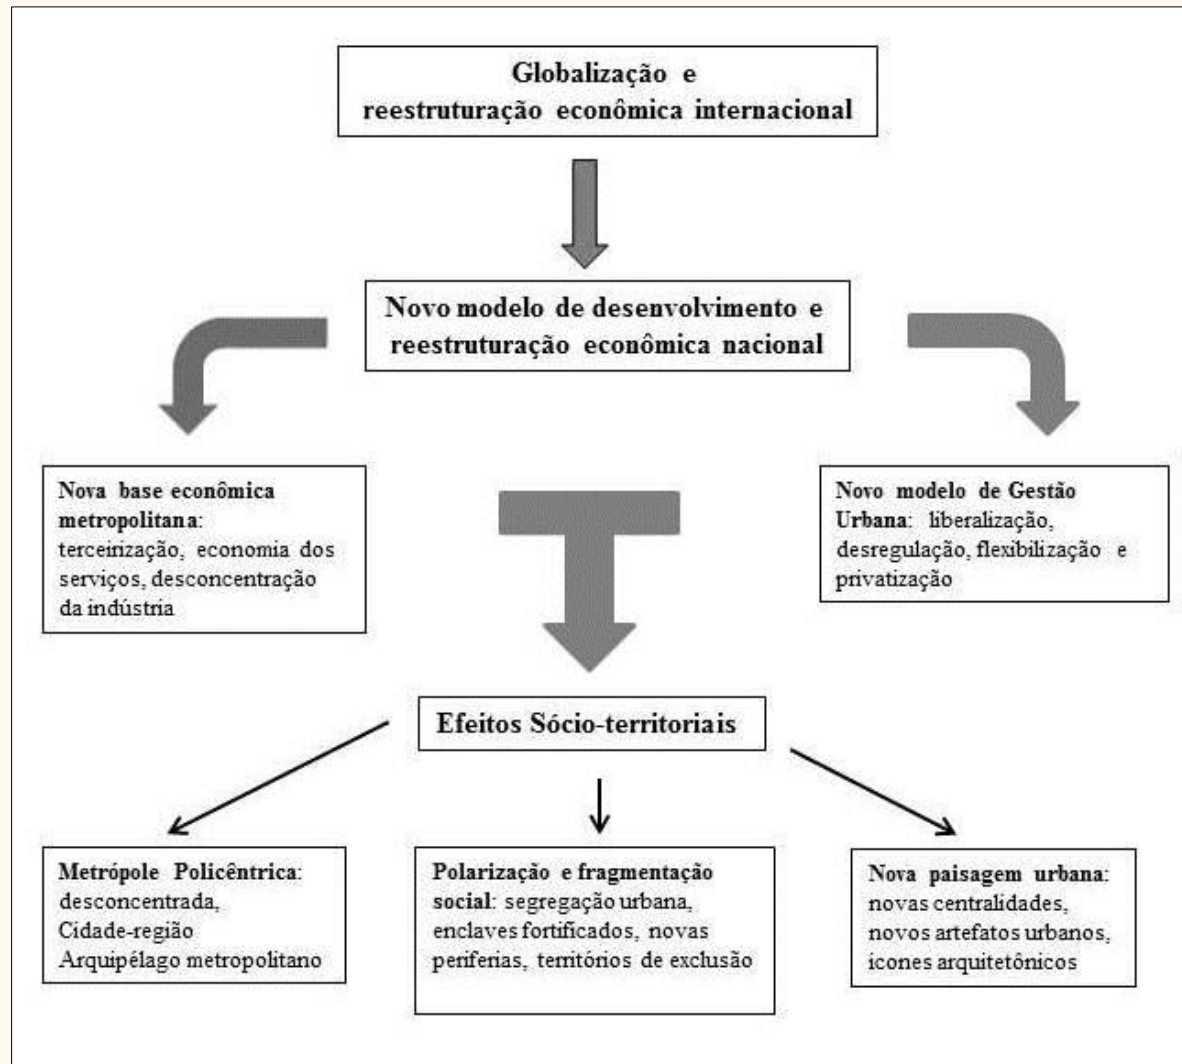 Globalização e
reestruturação econômica internacional
Novo modelo de desenvolvimento e
reestruturação econômica nacional
Nova base econômica
metropolitana:
terceirização, economia dos
serviços, desconcentração
da indústria
Novo modelo de Gestão
Urbana: liberalização,
desregulação, flexibilização e
privatização
Efeitos Sócio-territoriais
Metrópole Policêntrica:
desconcentrada,
Cidade-região
Arquipélago metropolitano
Polarização e fragmentação
social: segregação urbana,
enclaves fortificados, novas
periferias, territórios de exclusão
Nova paisagem urbana:
novas centralidades,
novos artefatos urbanos,
ícones arquitetônicos